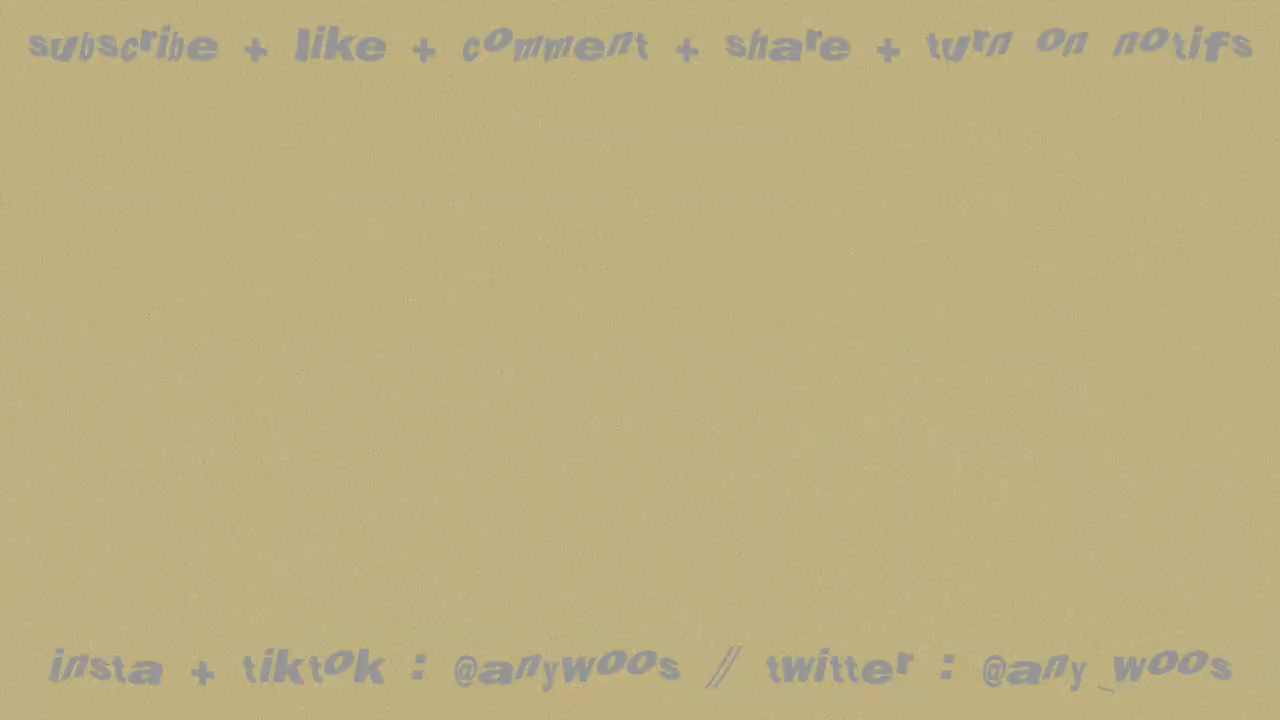 subscribe + like + comment + share + turn on notifs
insta + tiktok : @anywoos // twitter : @any_woos